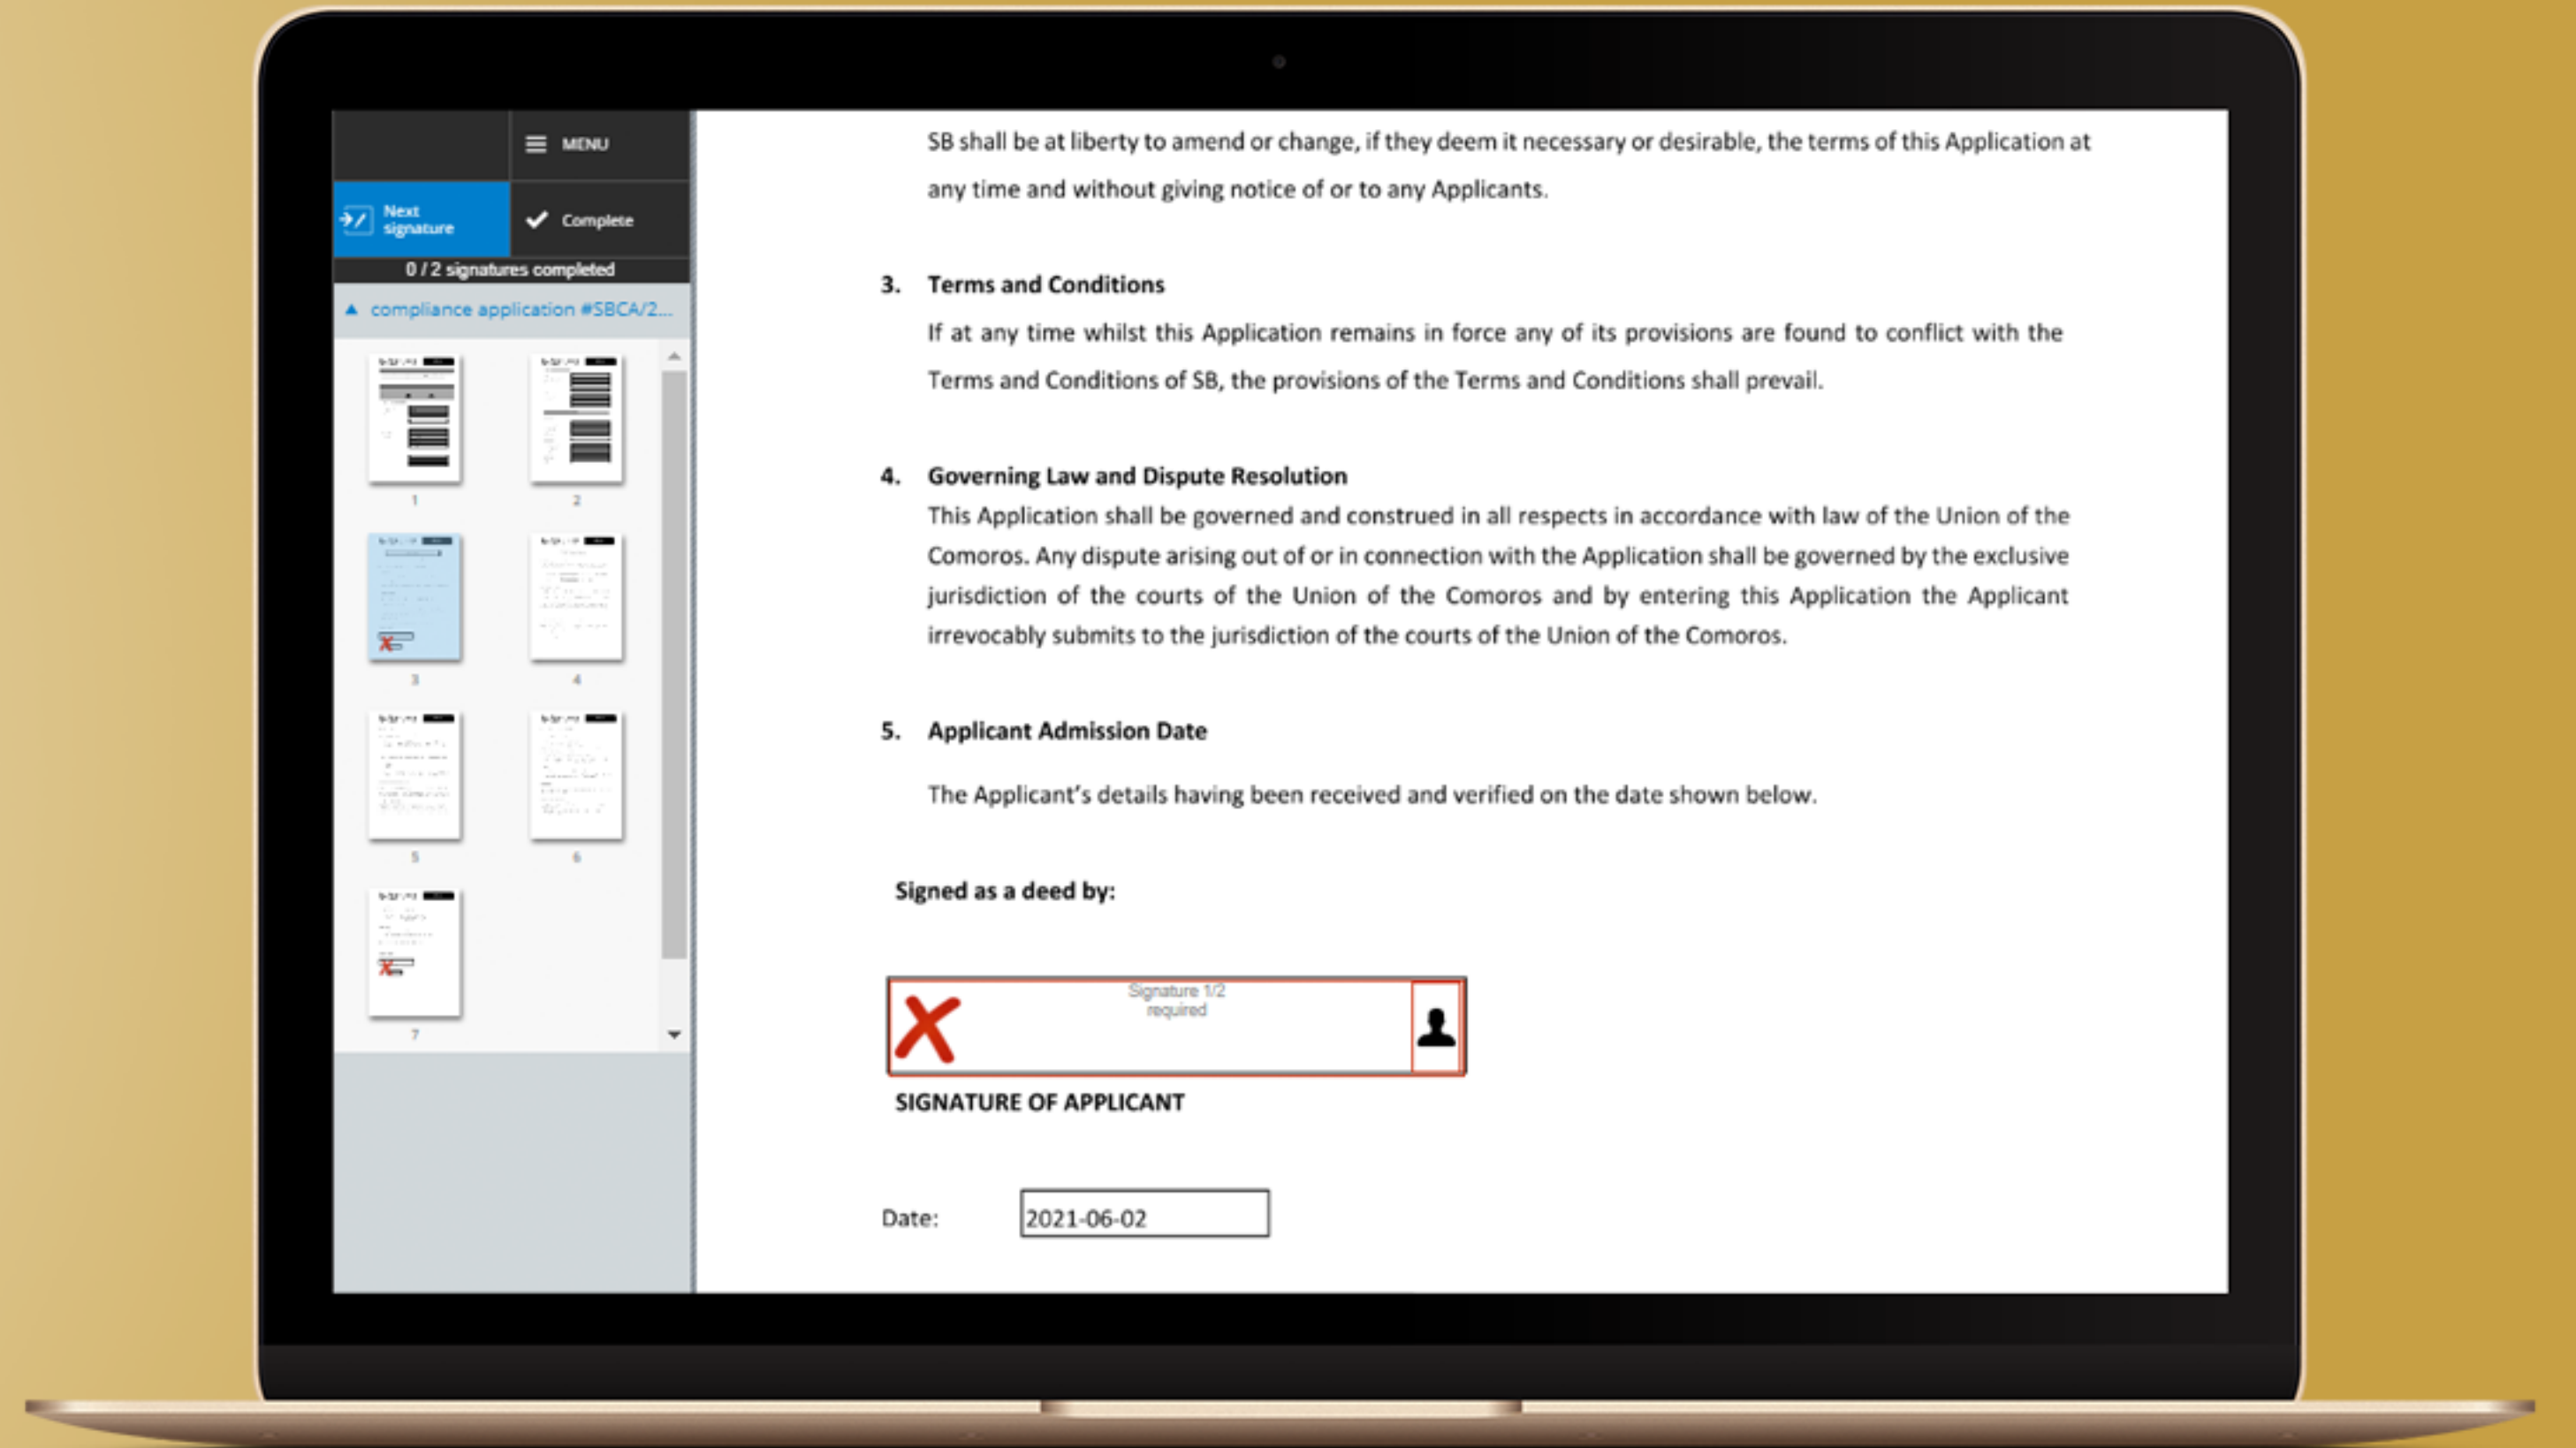 MENU
Next
signature
Complete
0 / 2 signatures completed
compliance application #SBCA/2...
1
2
3
4
5
6
7
SB shall be at liberty to amend or change, if they deem it necessary or desirable, the terms of this Application at
any time and without giving notice of or to any Applicants.
3. Terms and Conditions
If at any time whilst this Application remains in force any of its provisions are found to conflict with the
Terms and Conditions of SB, the provisions of the Terms and Conditions shall prevail.
4. Governing Law and Dispute Resolution
This Application shall be governed and construed in all respects in accordance with law of the Union of the
Comoros. Any dispute arising out of or in connection with the Application shall be governed by the exclusive
jurisdiction of the courts of the Union of the Comoros and by entering this Application the Applicant
irrevocably submits to the jurisdiction of the courts of the Union of the Comoros.
5. Applicant Admission Date
The Applicant’s details having been received and verified on the date shown below.
Signed as a deed by:
Signature 1/2
required
SIGNATURE OF APPLICANT
Date: 2021-06-02